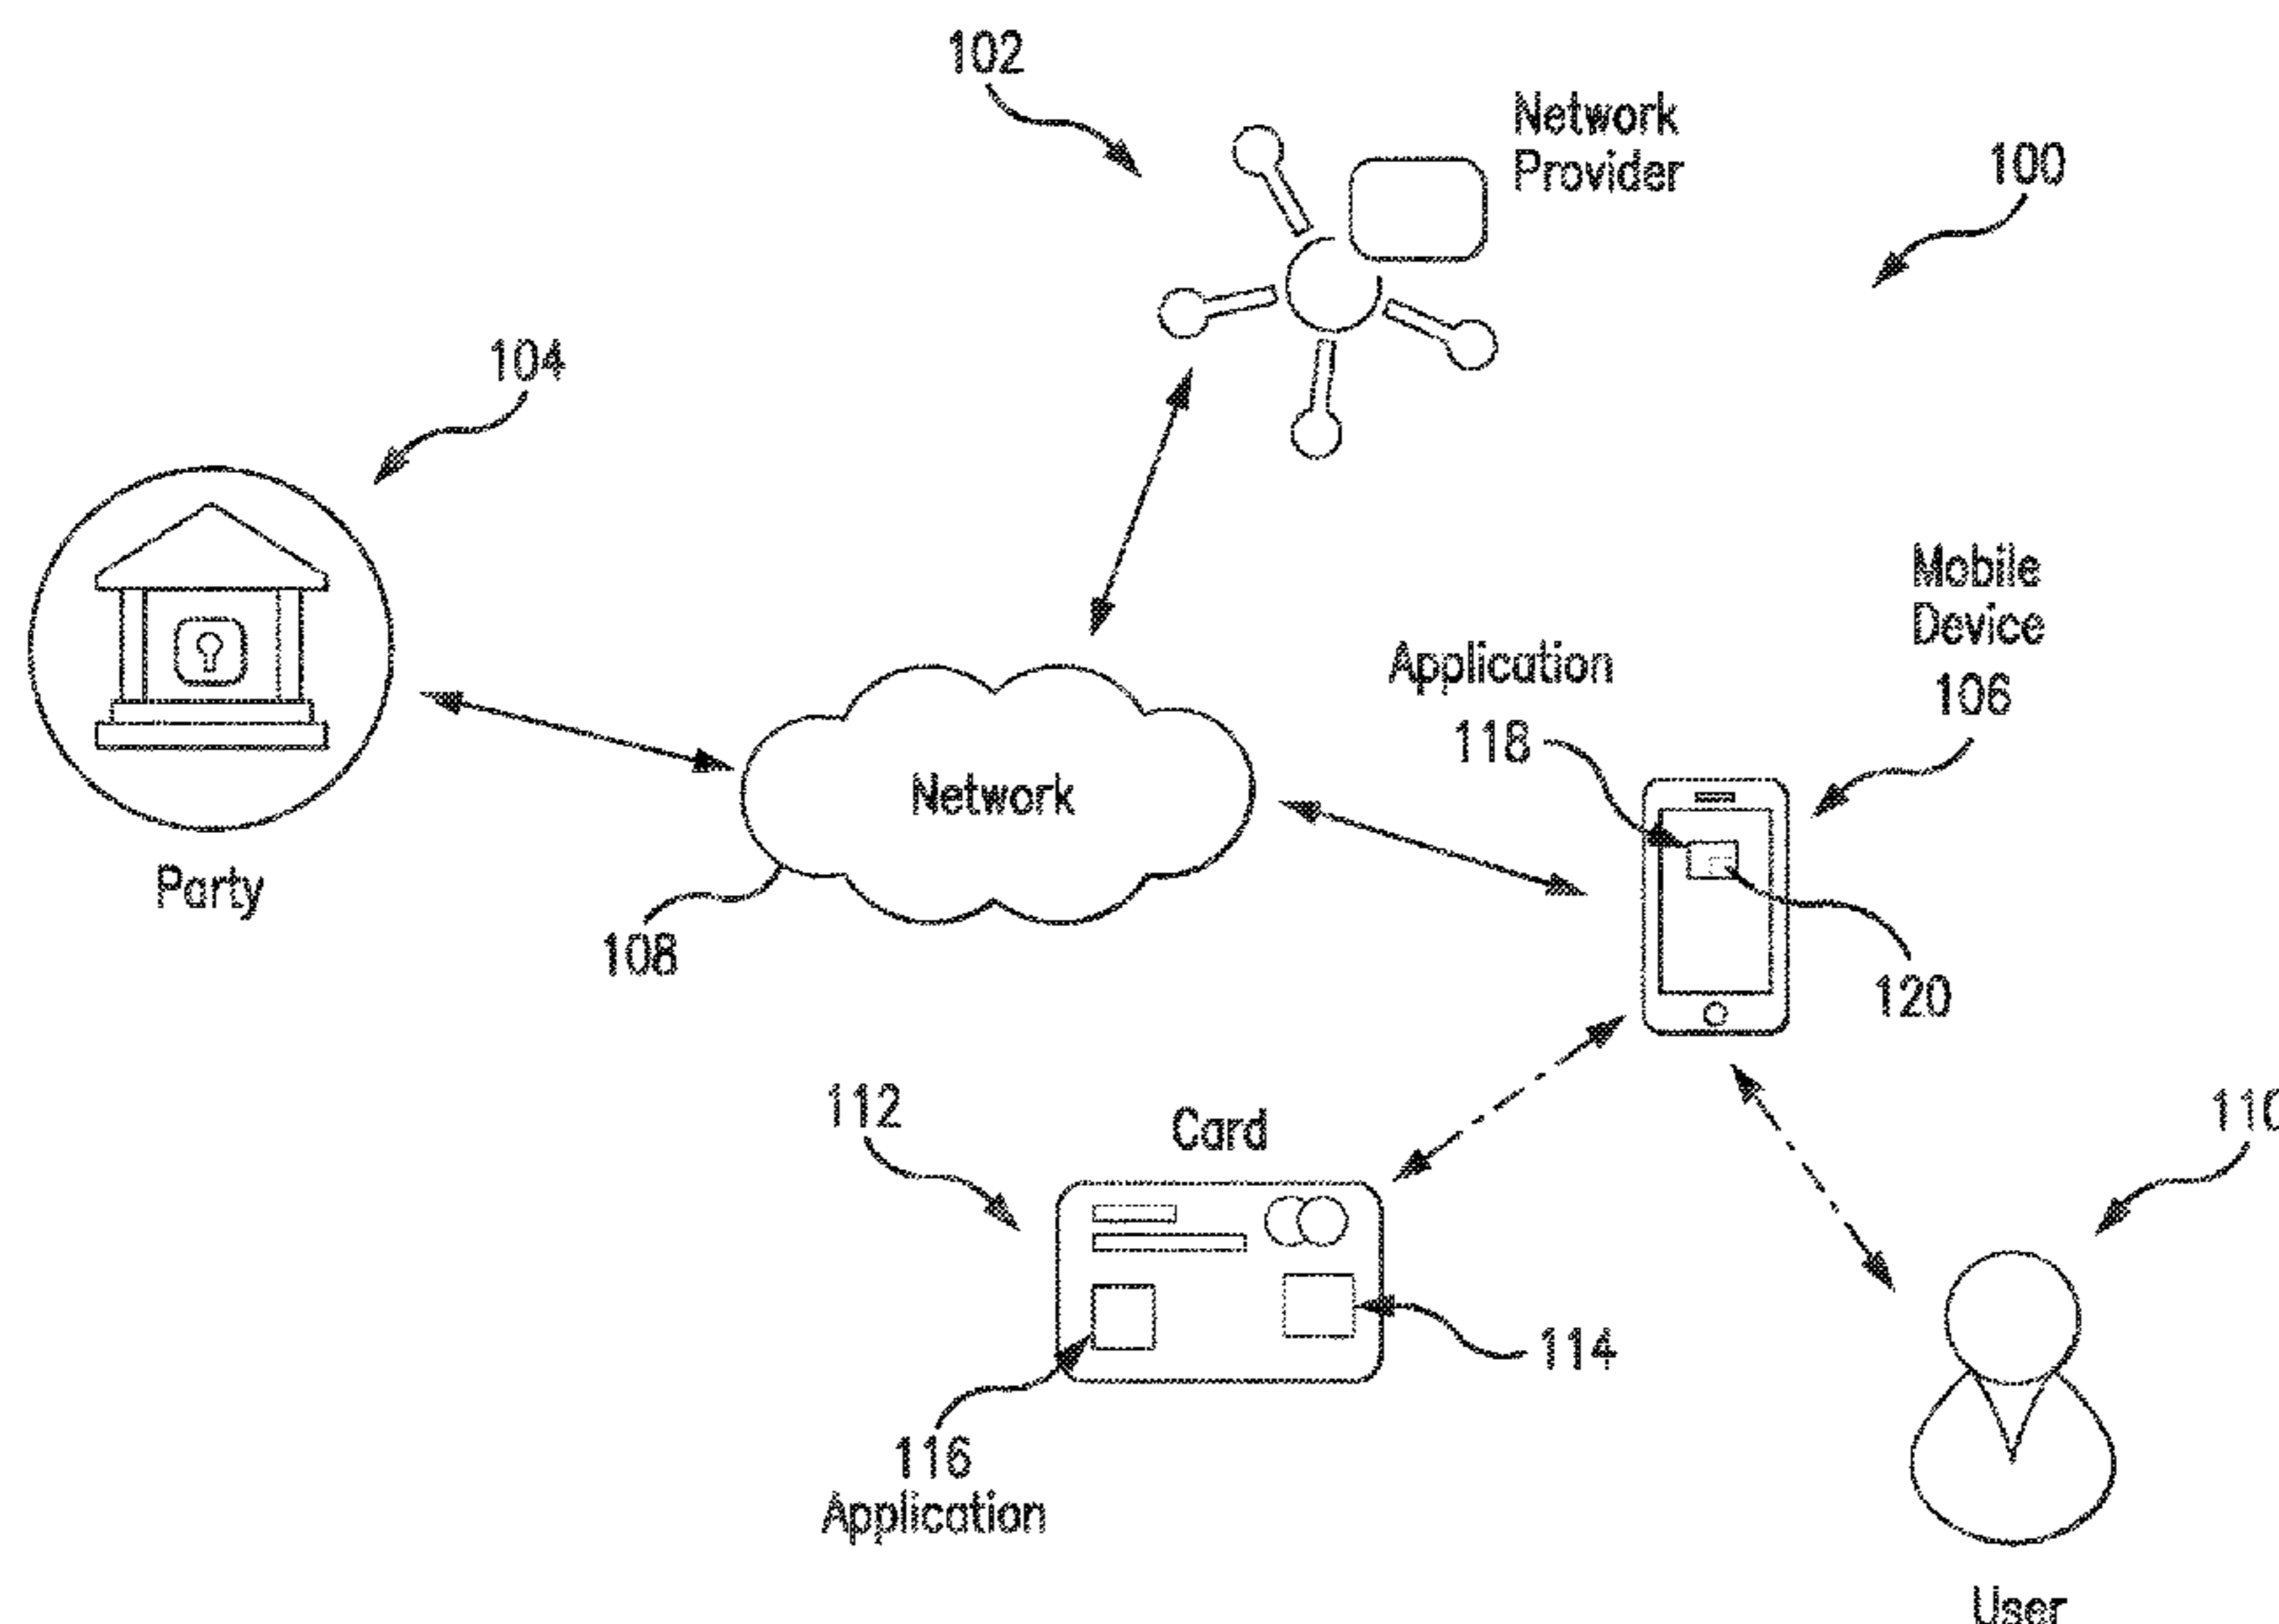 102
Network
Provider
100
104
Mobile
Device
106
Application
118
Network
Party
108
120
112
Card
110
114
116
Application
User